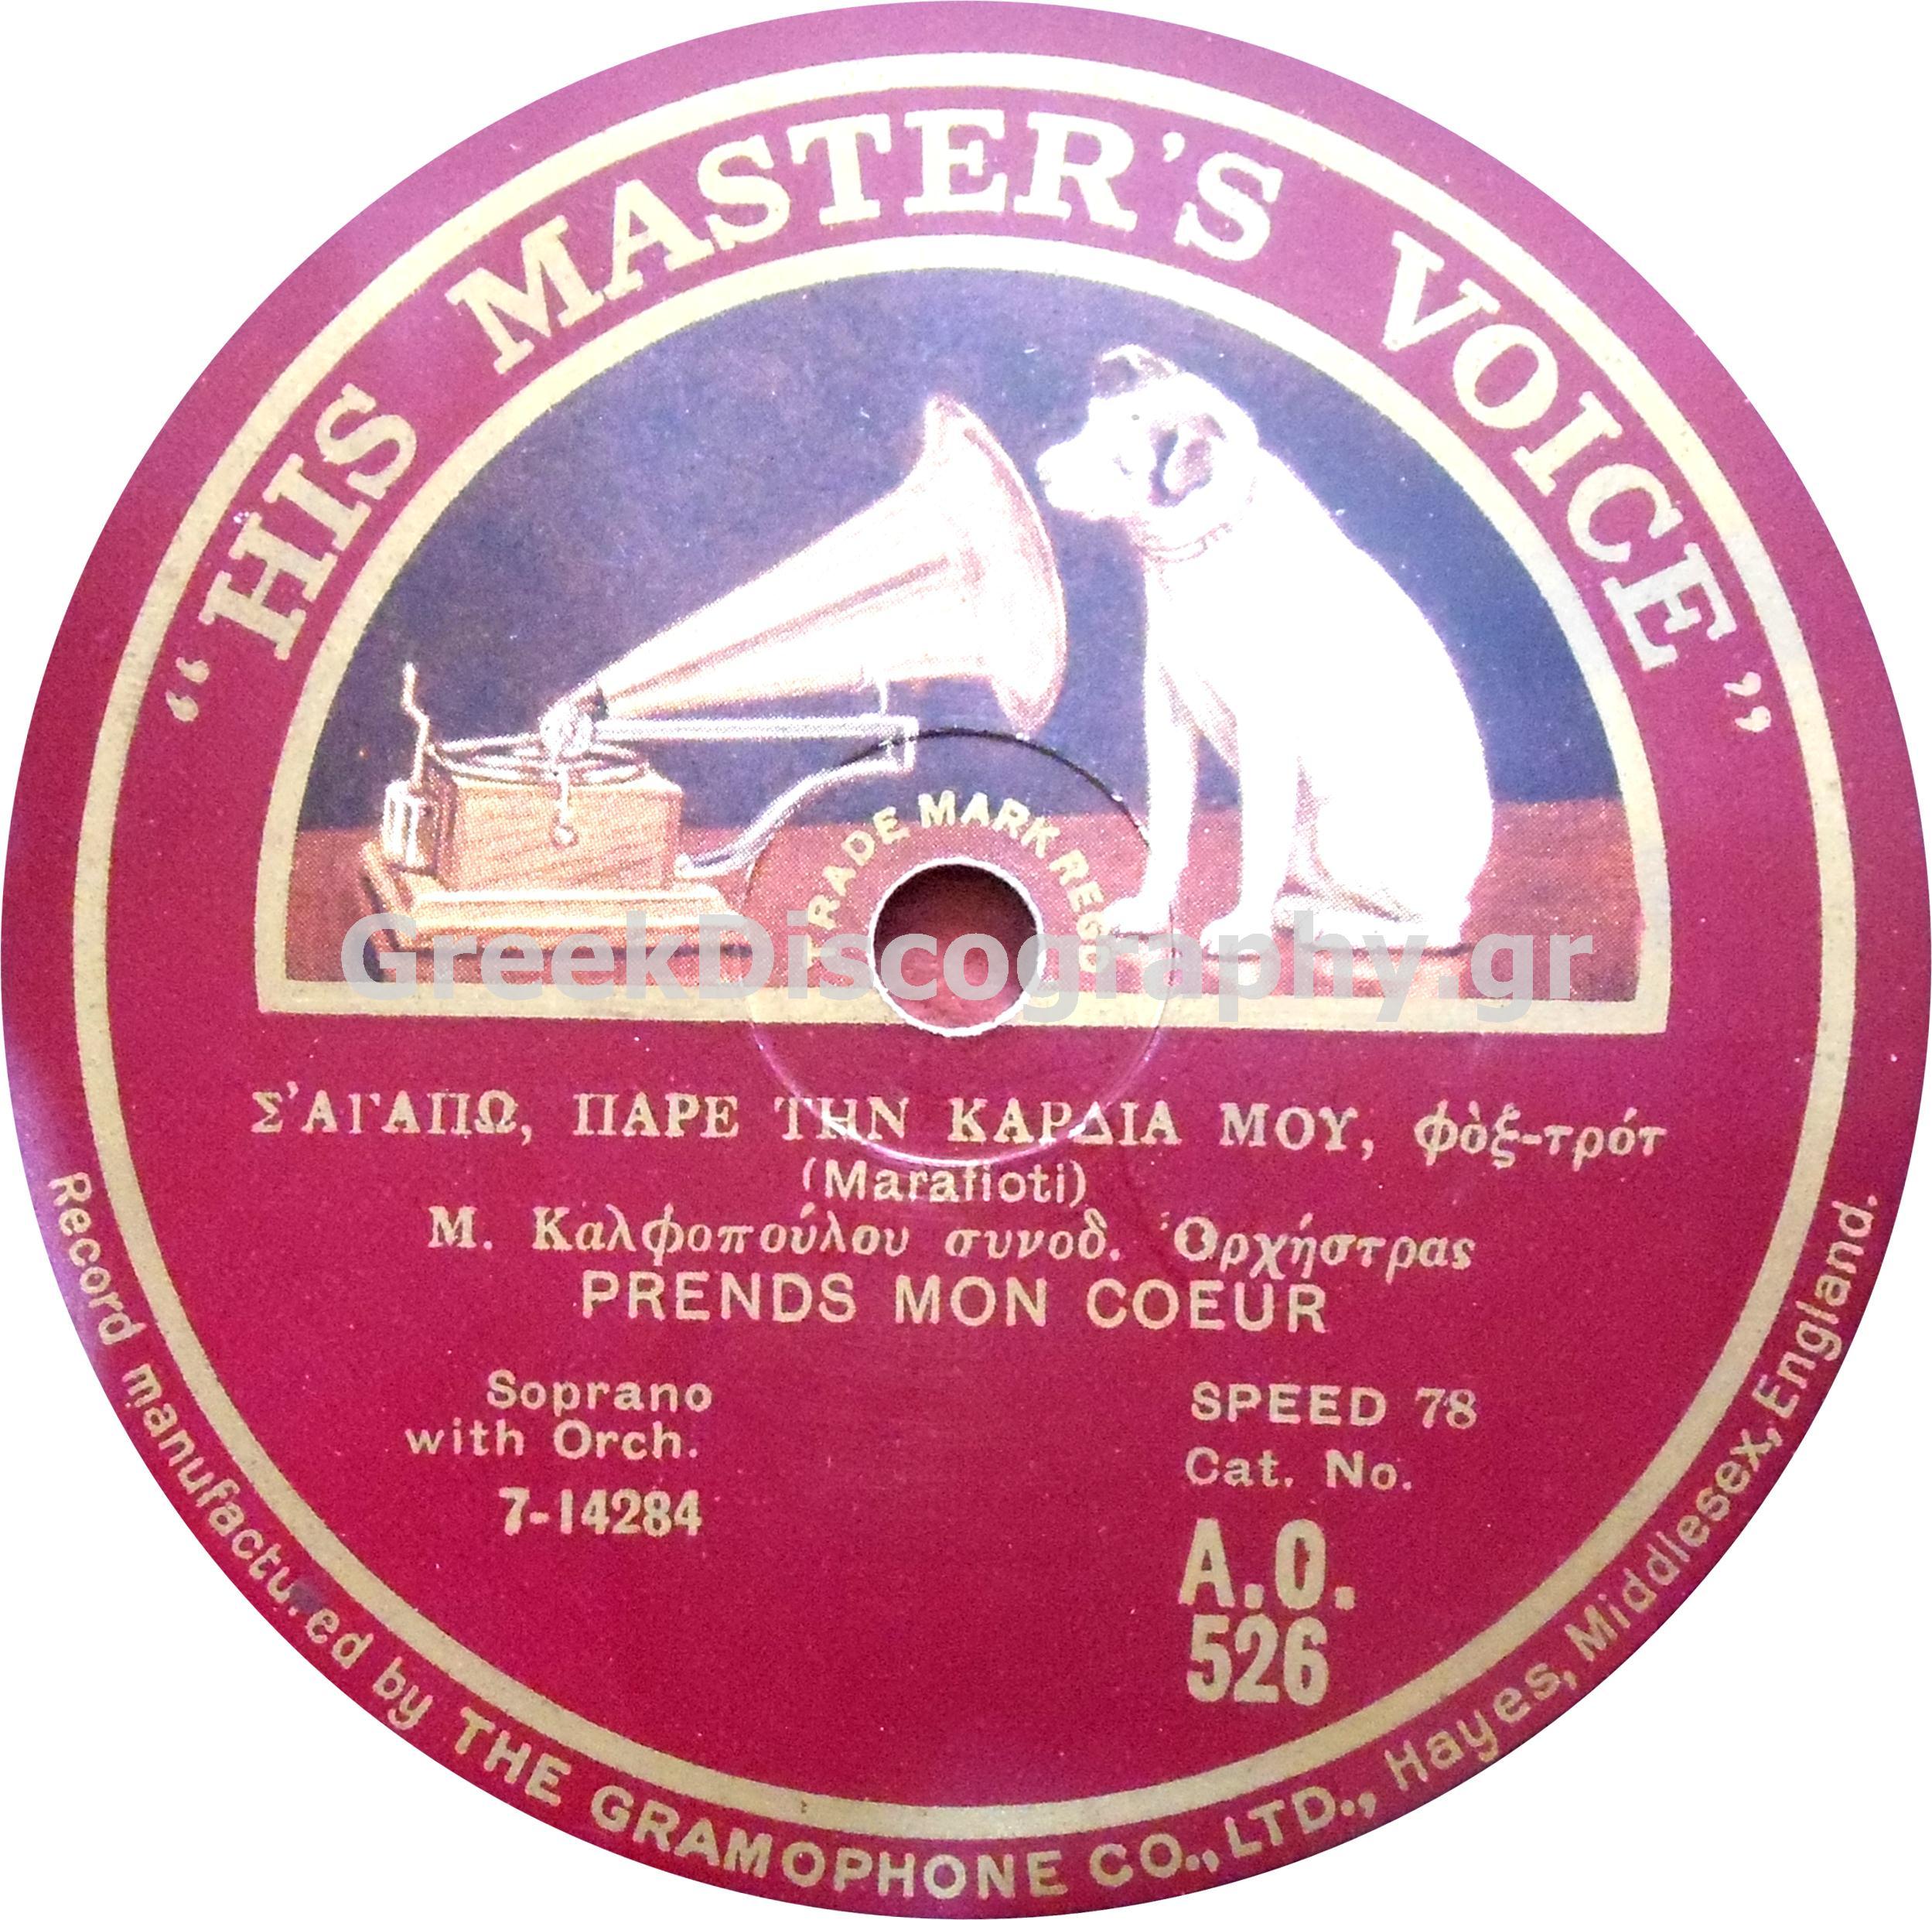 “HIS MASTER'S VOICE”
TRADE MARK REGD
GreekDiscography.gr
Σ'ΑΓΑΠΩ, ΠΑΡΕ ΤΗΝ ΚΑΡΔΙΑ ΜΟΥ, φὸξ-τρότ
(Marafioti)
Μ. Καλφοπούλου συνοδ. Ὀρχήστρας
PRENDS MON COEUR
Soprano
with Orch.
7-14284
SPEED 78
Cat. No.
A.O.
526
Record manufactured by THE GRAMOPHONE CO., LTD., Hayes, Middlesex, England.